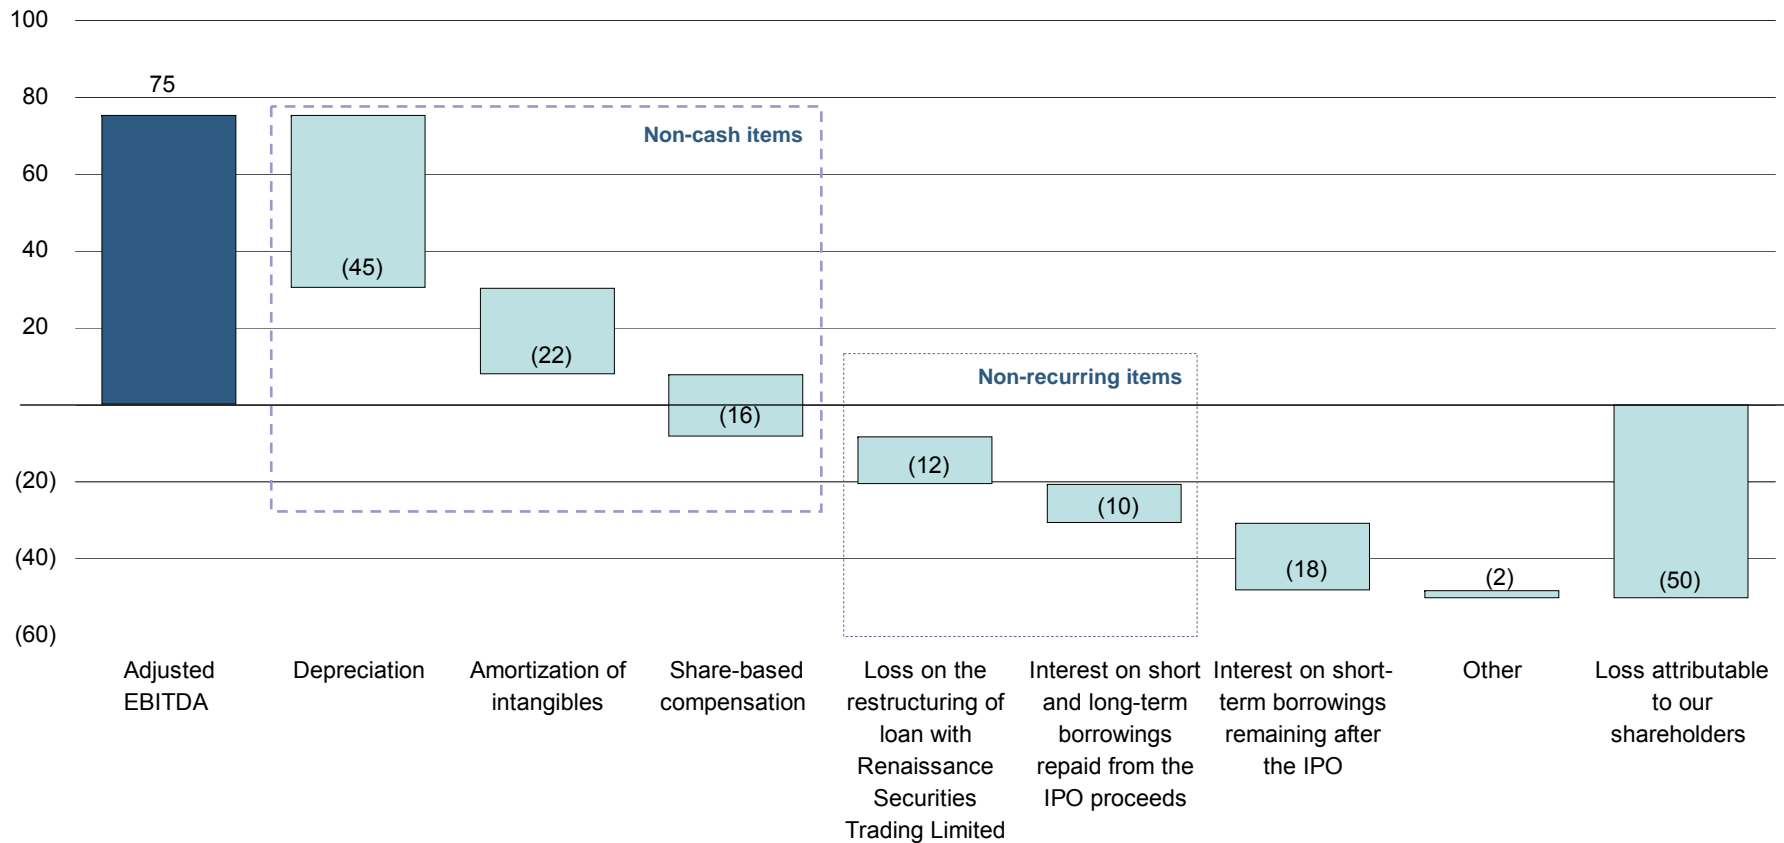 100
80
60
40
20
(20)
(40)
(60)
75
(45)
(22)
(16)
(12)
(10)
(18)
(2)
(50)
Non-cash items
Non-recurring items
Adjusted
EBITDA
Depreciation
Amortization of
intangibles
Share-based
compensation
Loss on the
restructuring of
loan with
Renaissance
Securities
Trading Limited
Interest on short
and long-term
borrowings
repaid from the
IPO proceeds
Interest on short-
term borrowings
remaining after
the IPO
Other
Loss attributable
to our
shareholders